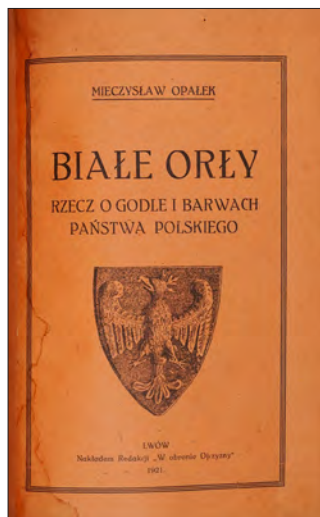 MIECZYSŁAW OPAŁEK
BIAŁE ORŁY
RZECZ O GODLE I BARWACH
PAŃSTWA POLSKIEGO
LWÓW
Nakładem Redakcji „W obronie Ojczyzny"
1921.